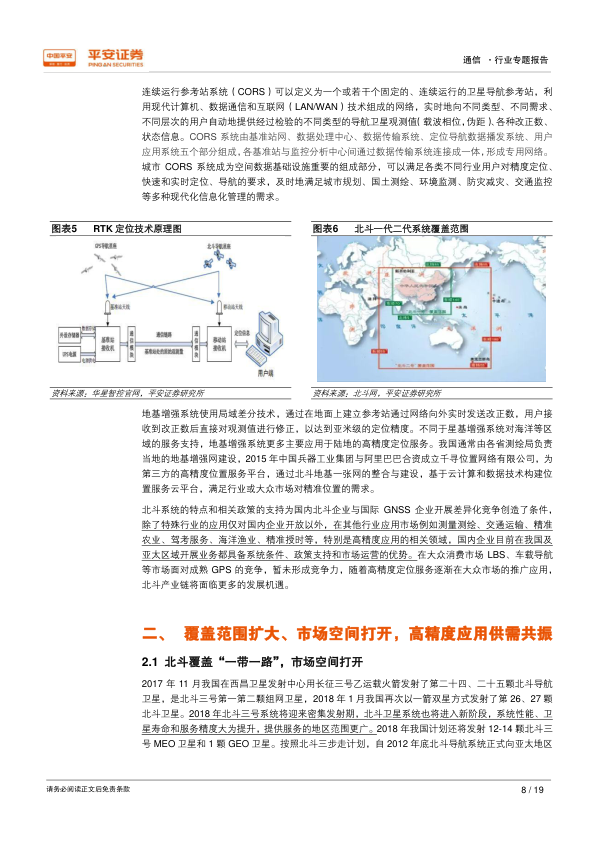 中国平安
平安证券
PING AN SECURITIES
通信 ·行业专题报告
连续运行参考站系统（CORS）可以定义为一个或若干个固定的、连续运行的卫星导航参考站，利
用现代计算机、数据通信和互联网（LAN/WAN）技术组成的网络，实时地向不同类型、不同需求、
不同层次的用户自动地提供经过检验的不同类型的导航卫星观测值（载波相位，伪距）、各种改正数、
状态信息。CORS 系统由基准站网、数据处理中心、数据传输系统、定位导航数据播发系统、用户
应用系统五个部分组成，各基准站与监控分析中心间通过数据传输系统连接成一体，形成专用网络。
城市 CORS 系统成为空间数据基础设施重要的组成部分，可以满足各类不同行业用户对精度定位、
快速和实时定位、导航的要求，及时地满足城市规划、国土测绘、环境监测、防灾减灾、交通监控
等多种现代化信息化管理的需求。
图表5 RTK 定位技术原理图
GPS导航星座
北斗导航星座
基准站天线
移动站天线
外部存储器
GPS电源
基准站
接收机
通信模块
通信链路
基准站处伪距观测量
通信模块
移动站
接收机
定位信息
用户端
资料来源：华星智控官网，平安证券研究所
图表6 北斗一代二代系统覆盖范围
资料来源：北斗网，平安证券研究所
地基增强系统使用局域差分技术，通过在地面上建立参考站通过网络向外实时发送改正数，用户接
收到改正数后直接对观测值进行修正，以达到亚米级的定位精度。不同于星基增强系统对海洋等区
域的服务支持，地基增强系统更多主要应用于陆地的高精度定位服务。我国通常由各省测绘局负责
当地的地基增强网建设，2015 年中国兵器工业集团与阿里巴巴合资成立千寻位置网络有限公司，为
第三方的高精度位置服务平台，通过北斗地基一张网的整合与建设，基于云计算和数据技术构建位
置服务云平台，满足行业或大众市场对精准位置的需求。
北斗系统的特点和相关政策的支持为国内北斗企业与国际 GNSS 企业开展差异化竞争创造了条件，
除了特殊行业的应用仅对国内企业开放以外，在其他行业应用市场例如测量测绘、交通运输、精准
农业、驾考服务、海洋渔业、精准授时等，特别是高精度应用的相关领域，国内企业目前在我国及
亚太区域开展业务都具备系统条件、政策支持和市场运营的优势。在大众消费市场 LBS、车载导航
等市场面对成熟 GPS 的竞争，暂未形成竞争力，随着高精度定位服务逐渐在大众市场的推广应用，
北斗产业链将面临更多的发展机遇。
二、 覆盖范围扩大、市场空间打开，高精度应用供需共振
2.1 北斗覆盖“一带一路”，市场空间打开
2017 年 11 月我国在西昌卫星发射中心用长征三号乙运载火箭发射了第二十四、二十五颗北斗导航
卫星，是北斗三号第一第二颗组网卫星，2018 年 1 月我国再次以一箭双星方式发射了第 26、27 颗
北斗卫星。2018 年北斗三号系统将迎来密集发射期，北斗卫星系统也将进入新阶段，系统性能、卫
星寿命和服务精度大为提升，提供服务的地区范围更广。2018 年我国计划还将发射 12-14 颗北斗三
号 MEO 卫星和 1 颗 GEO 卫星。按照北斗三步走计划，自 2012 年底北斗导航系统正式向亚太地区
请务必阅读正文后免责条款
8 / 19